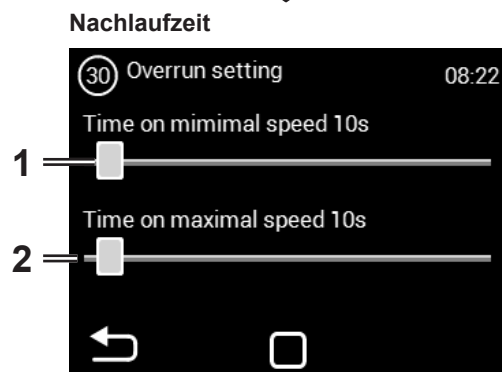 Nachlaufzeit
30 Overrun setting 08:22
Time on mimimal speed 10s
1
Time on maximal speed 10s
2